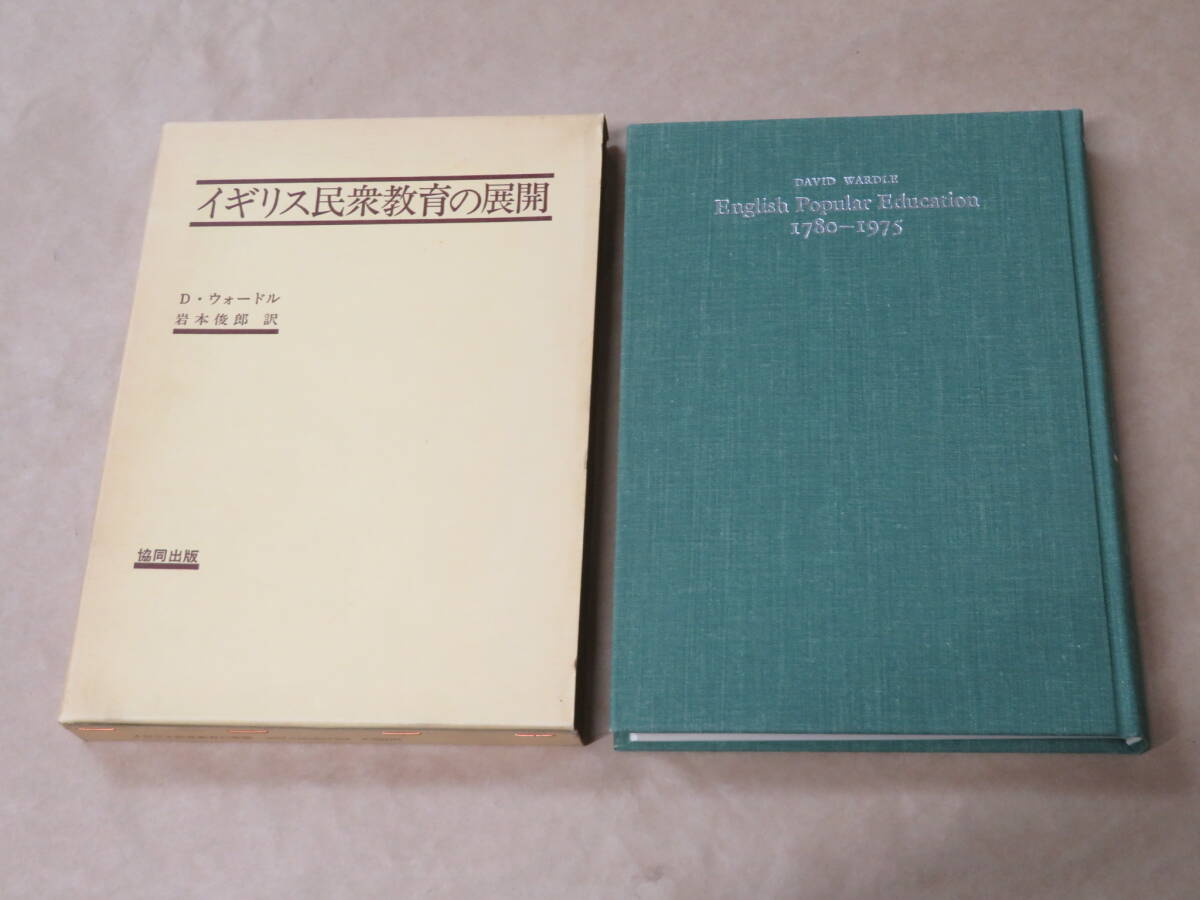 イギリス民衆教育の展開
D・ウォードル
岩本俊郎 訳
協同出版
DAVID WARDLE
English Popular Education
1780–1975